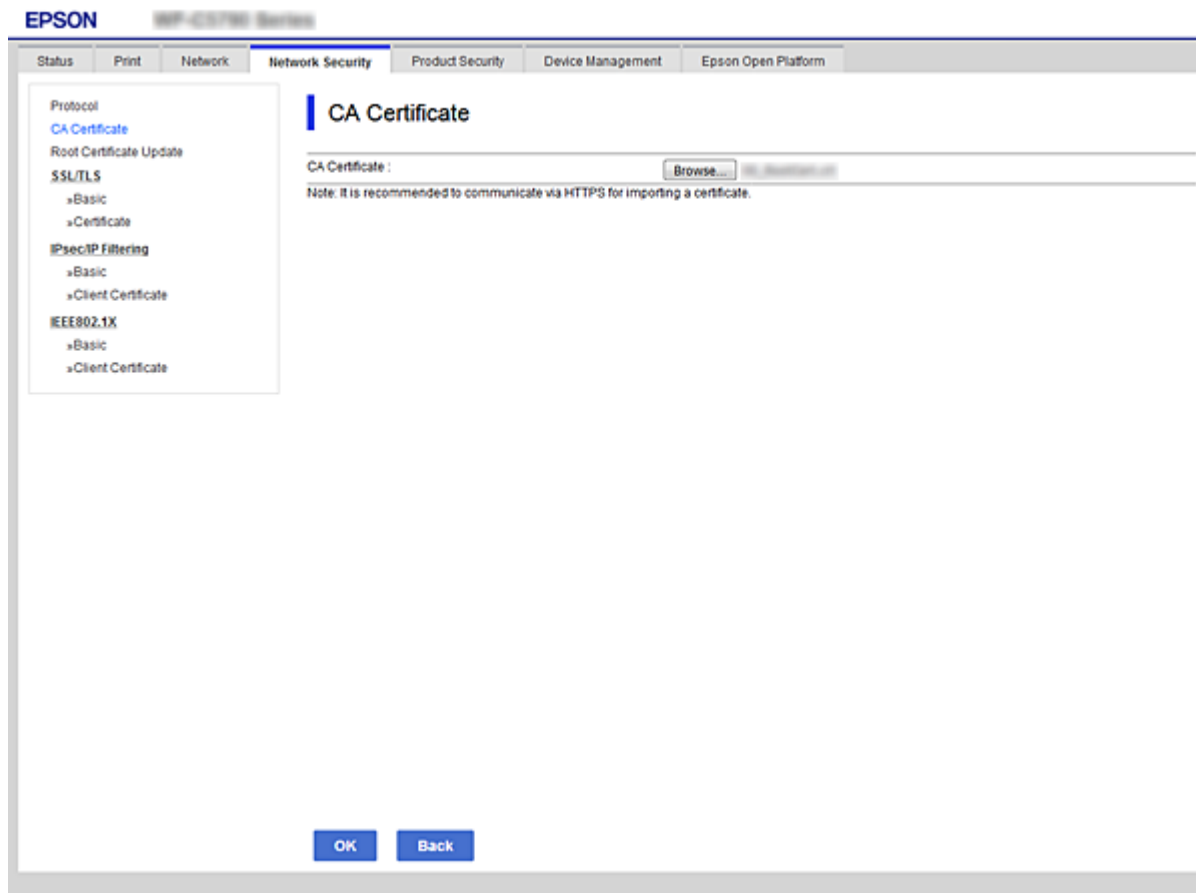 EPSON
Status Print Network Network Security Product Security Device Management Epson Open Platform
Protocol
CA Certificate
Root Certificate Update
SSL/TLS
»Basic
»Certificate
IPsec/IP Filtering
»Basic
»Client Certificate
IEEE802.1X
»Basic
»Client Certificate
CA Certificate
CA Certificate : Browse...
Note: It is recommended to communicate via HTTPS for importing a certificate.
OK Back